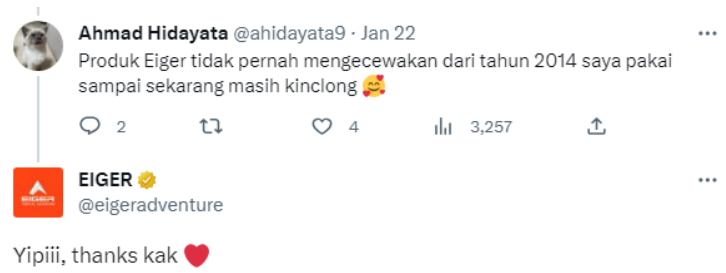 Ahmad Hidayata @ahidayata9 · Jan 22
Produk Eiger tidak pernah mengecewakan dari tahun 2014 saya pakai
sampai sekarang masih kinclong 🥰
2 4 3,257
EIGER
EIGER
@eigeradventure
Yipiii, thanks kak ❤️